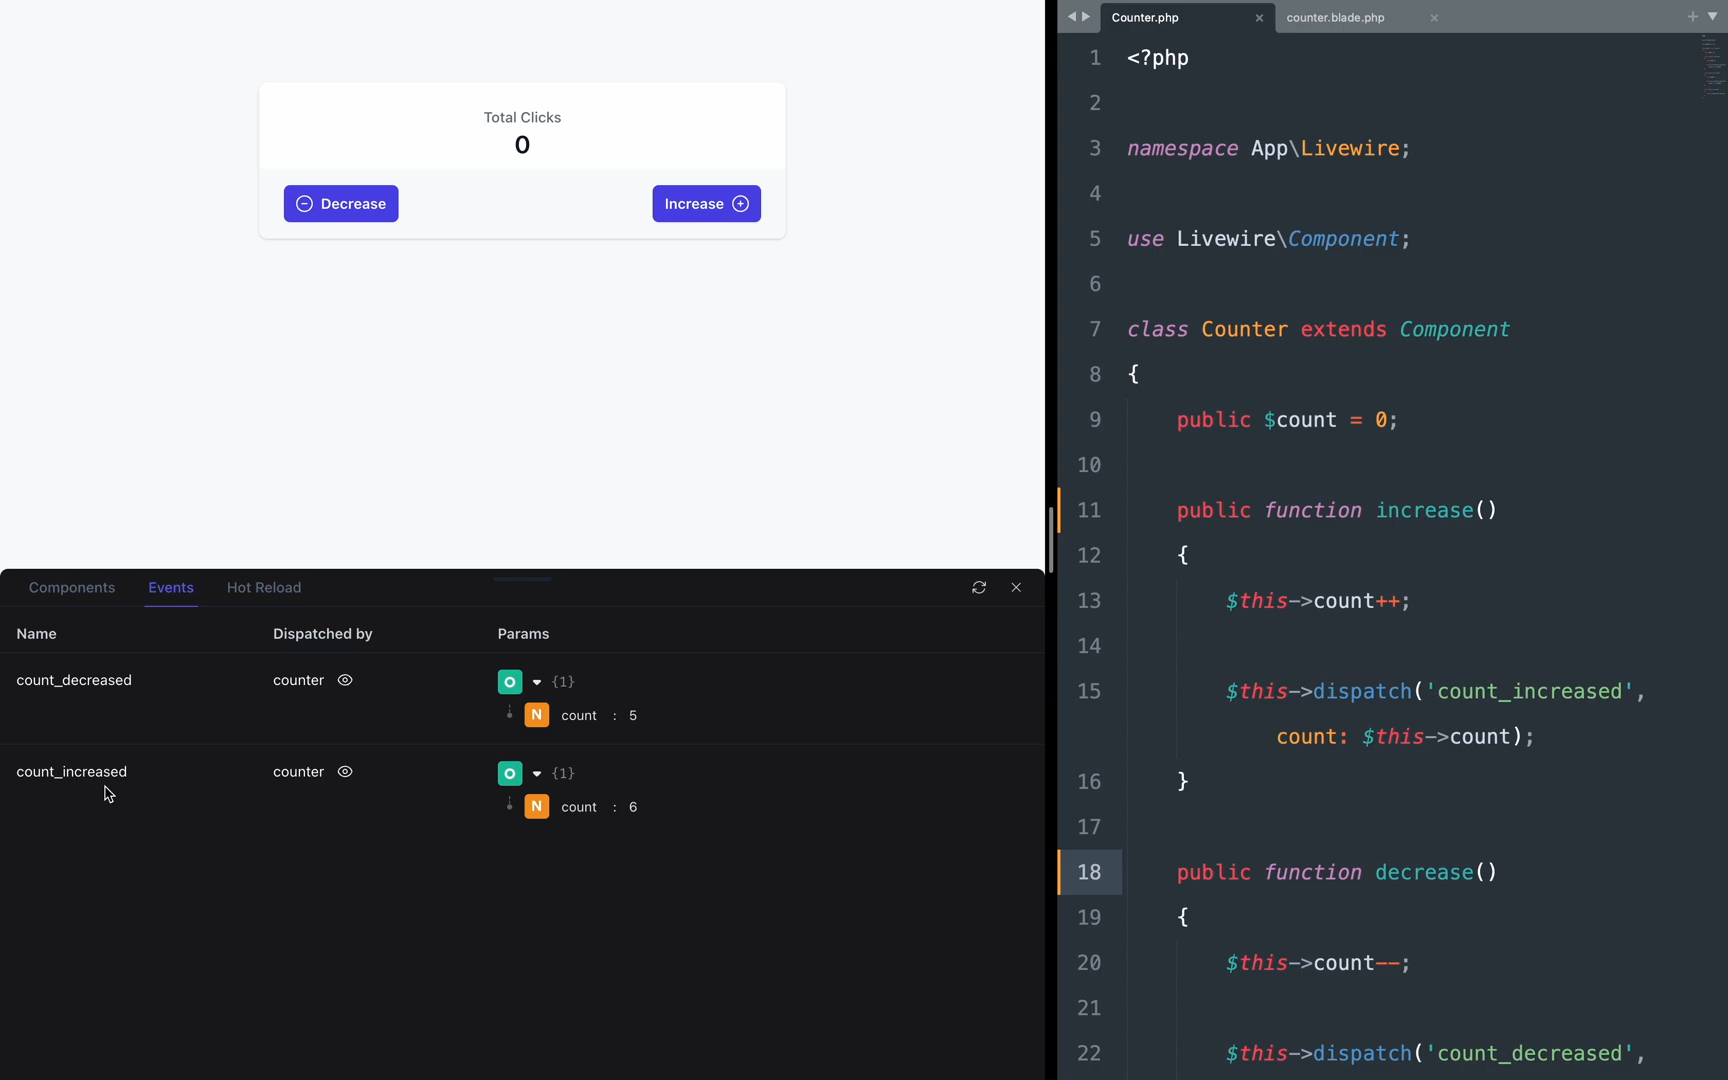 Total Clicks
0
Decrease
Increase
Components Events Hot Reload
Name Dispatched by Params
count_decreased counter O {1}
N count : 5
count_increased counter O {1}
N count : 6
Counter.php × counter.blade.php ×
1 <?php
2
3 namespace App\Livewire;
4
5 use Livewire\Component;
6
7 class Counter extends Component
8 {
9 public $count = 0;
10
11 public function increase()
12 {
13 $this->count++;
14
15 $this->dispatch('count_increased',
count: $this->count);
16 }
17
18 public function decrease()
19 {
20 $this->count--;
21
22 $this->dispatch('count_decreased',